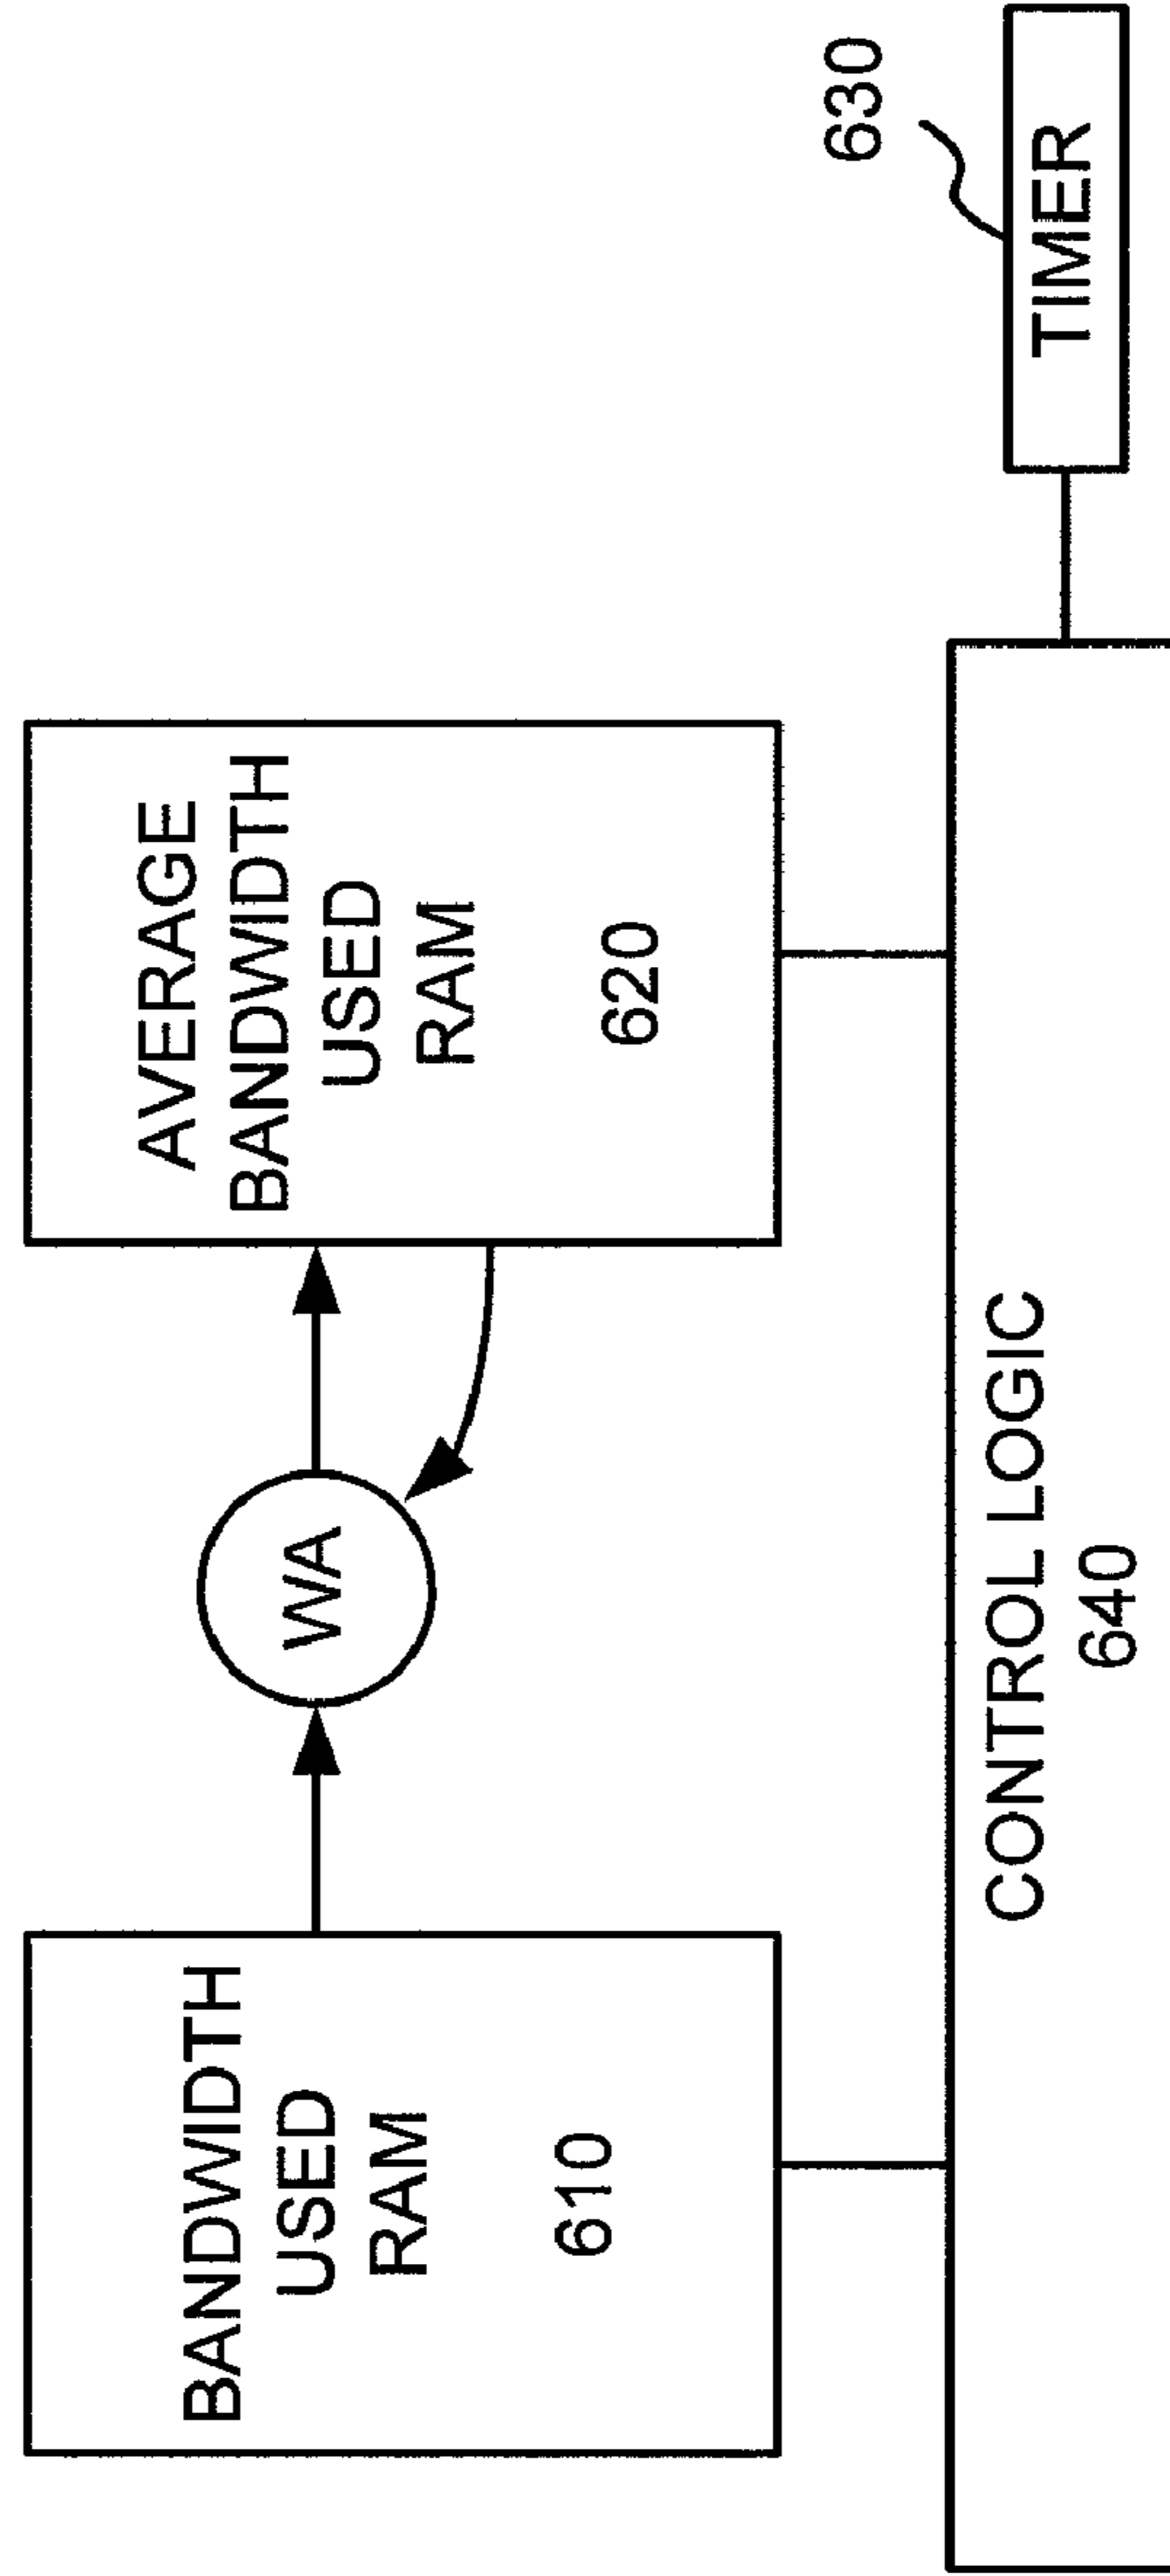 BANDWIDTH
USED
RAM
610
WA
AVERAGE
BANDWIDTH
USED
RAM
620
CONTROL LOGIC
640
630
TIMER